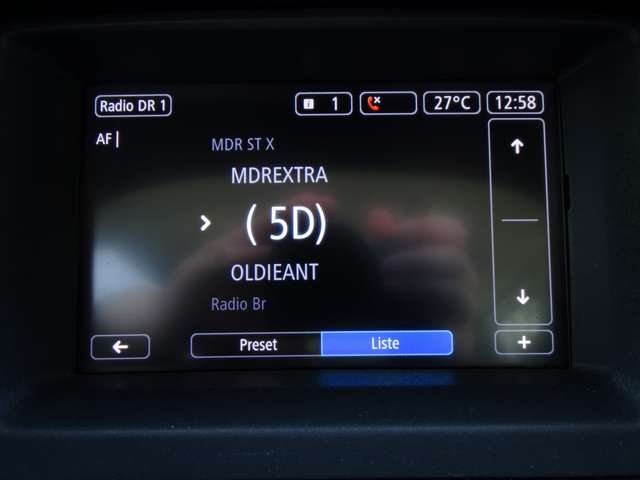 Radio DR 1
1
27°C
12:58
AF
MDR ST X
MDREXTRA
( 5D)
OLDIEANT
Radio Br
Preset
Liste